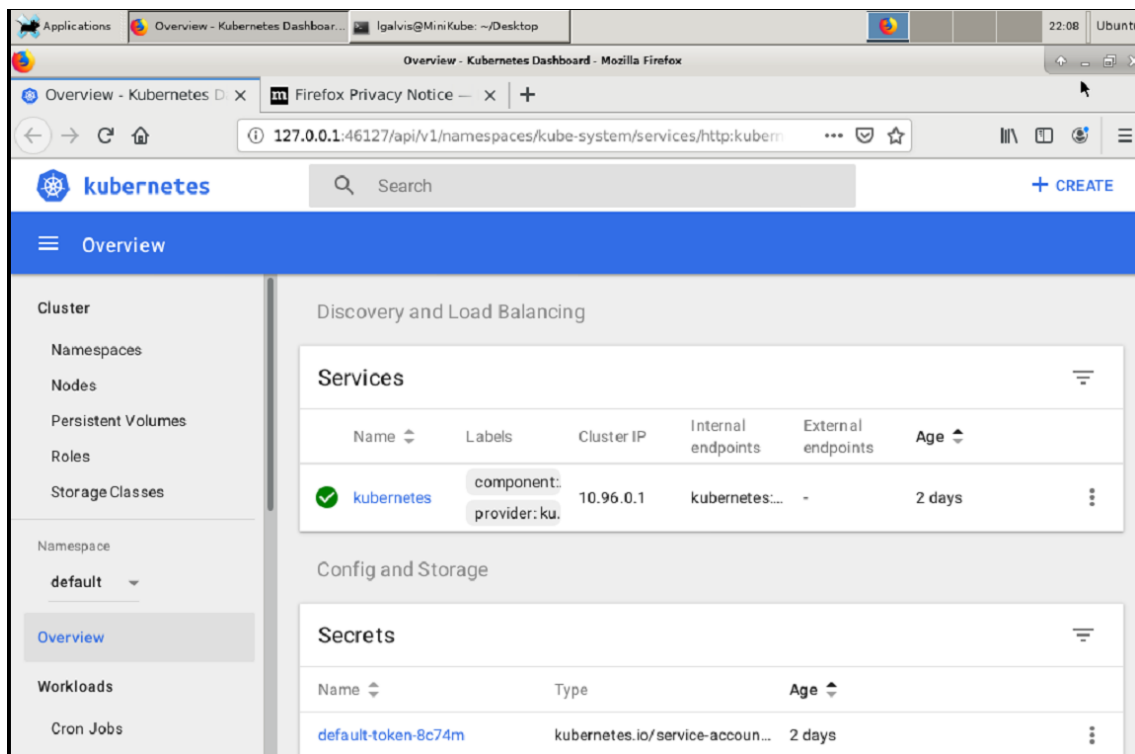 Applications
Overview - Kubernetes Dashboar...
lgalvis@MiniKube: ~/Desktop
22:08
Ubuntu
Overview - Kubernetes Dashboard - Mozilla Firefox
Overview - Kubernetes D
Firefox Privacy Notice —
127.0.0.1:46127/api/v1/namespaces/kube-system/services/http:kubern
kubernetes
Search
+ CREATE
Overview
Cluster
Namespaces
Nodes
Persistent Volumes
Roles
Storage Classes
Namespace
default
Overview
Workloads
Cron Jobs
Discovery and Load Balancing
Services
Name
Labels
Cluster IP
Internal endpoints
External endpoints
Age
kubernetes
component:.
provider: ku.
10.96.0.1
kubernetes:...
-
2 days
Config and Storage
Secrets
Name
Type
Age
default-token-8c74m
kubernetes.io/service-accoun...
2 days